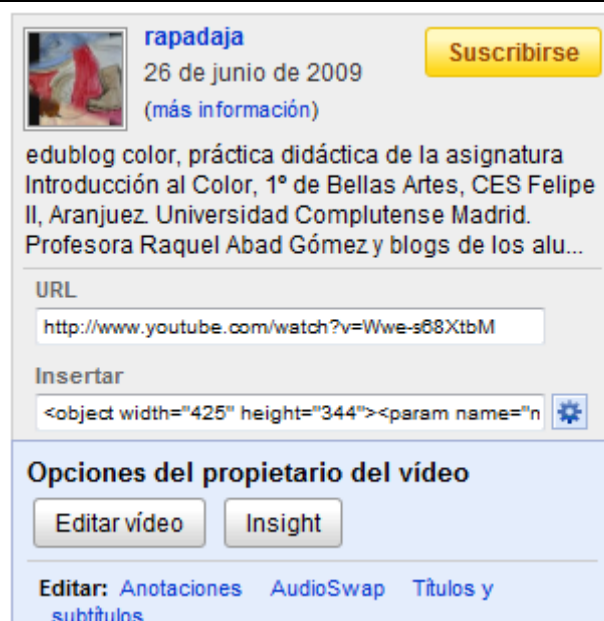 rapadaja
Suscribirse
26 de junio de 2009
(más información)
edublog color, práctica didáctica de la asignatura
Introducción al Color, 1º de Bellas Artes, CES Felipe
II, Aranjuez. Universidad Complutense Madrid.
Profesora Raquel Abad Gómez y blogs de los alu...
URL
http://www.youtube.com/watch?v=Wwe-s68XtbM
Insertar
<object width="425" height="344"><param name="n
Opciones del propietario del vídeo
Editar vídeo Insight
Editar: Anotaciones AudioSwap Títulos y
subtítulos